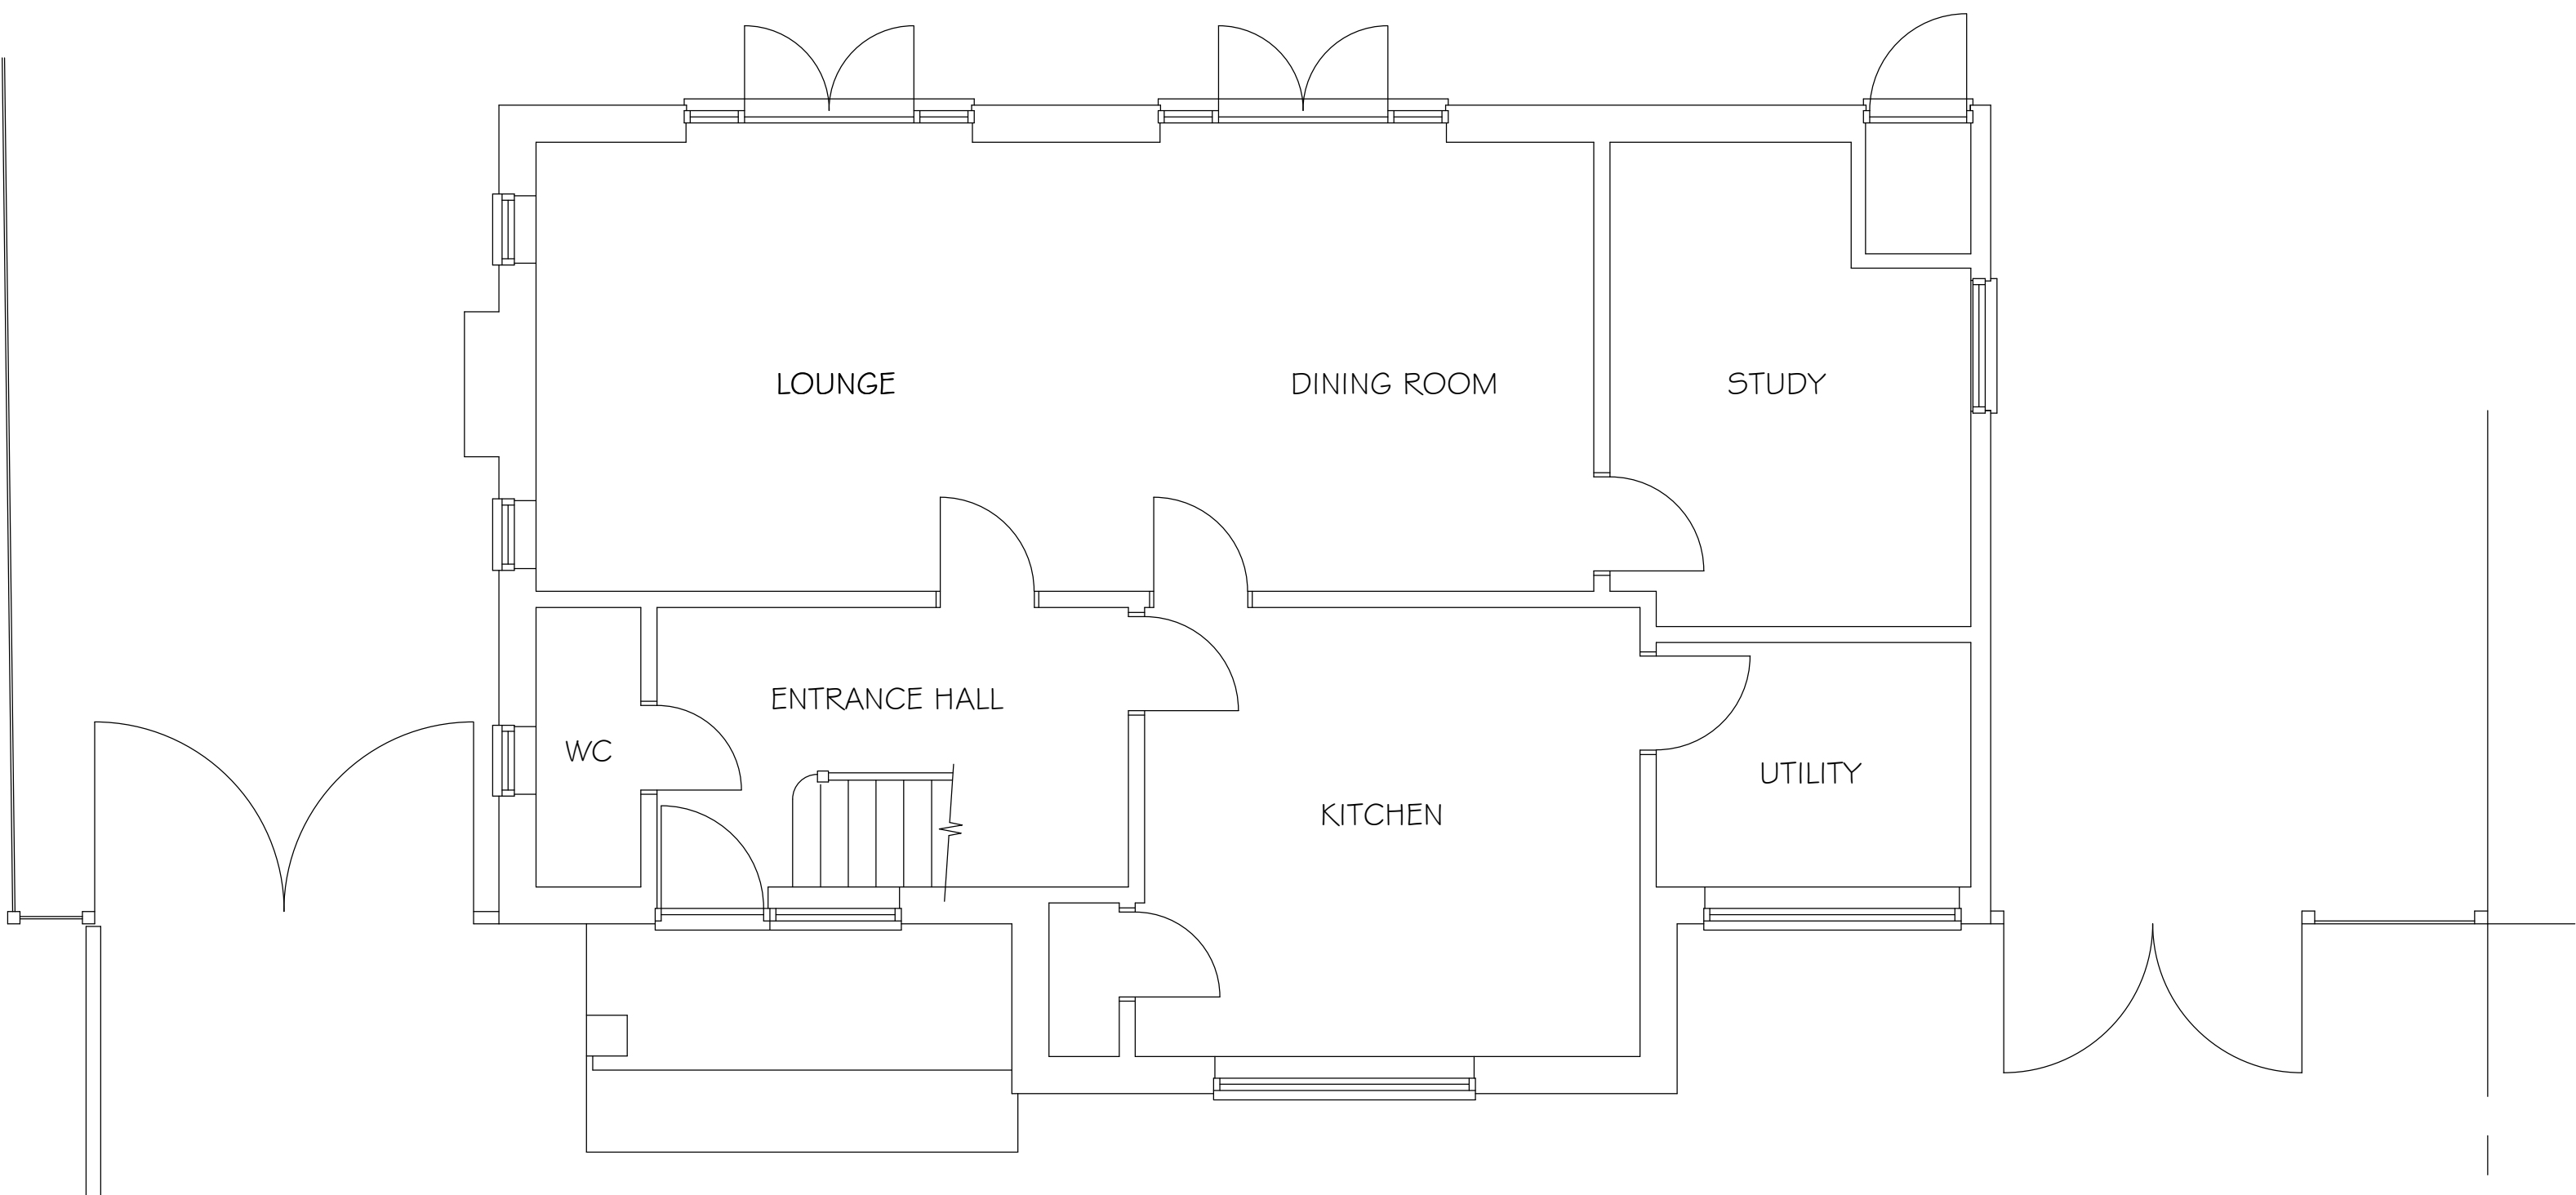 LOUNGE
DINING ROOM
STUDY
ENTRANCE HALL
WC
UTILITY
KITCHEN